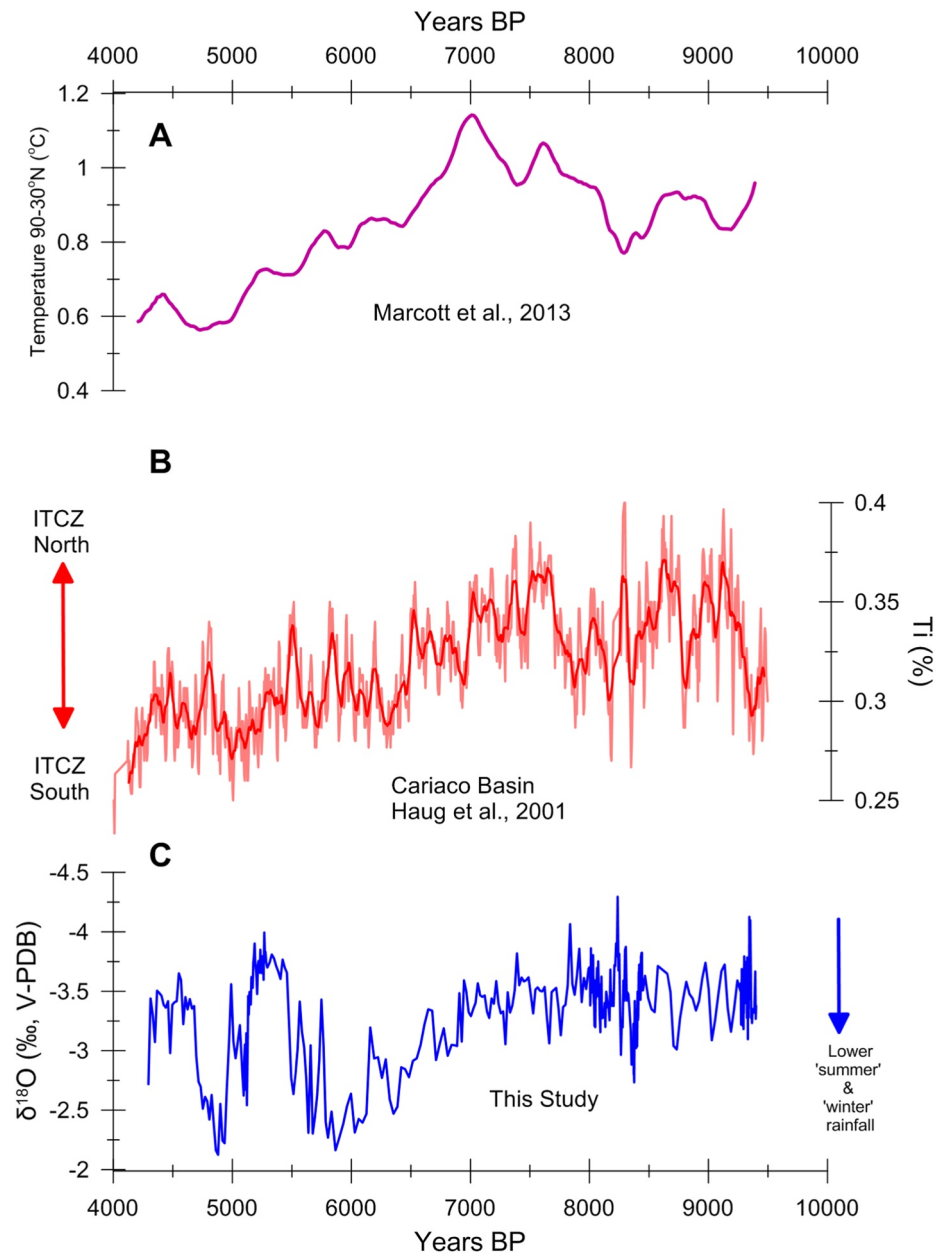 Years BP
4000 5000 6000 7000 8000 9000 10000
1.2
1
0.8
0.6
0.4
Temperature 90-30°N (°C)
A
Marcott et al., 2013
B
ITCZ
North
ITCZ
South
0.4
0.35
0.3
0.25
Ti (%)
Cariaco Basin
Haug et al., 2001
C
-4.5
-4
-3.5
-3
-2.5
-2
δ¹⁸O (‰, V-PDB)
This Study
Lower
'summer'
&
'winter'
rainfall
4000 5000 6000 7000 8000 9000 10000
Years BP